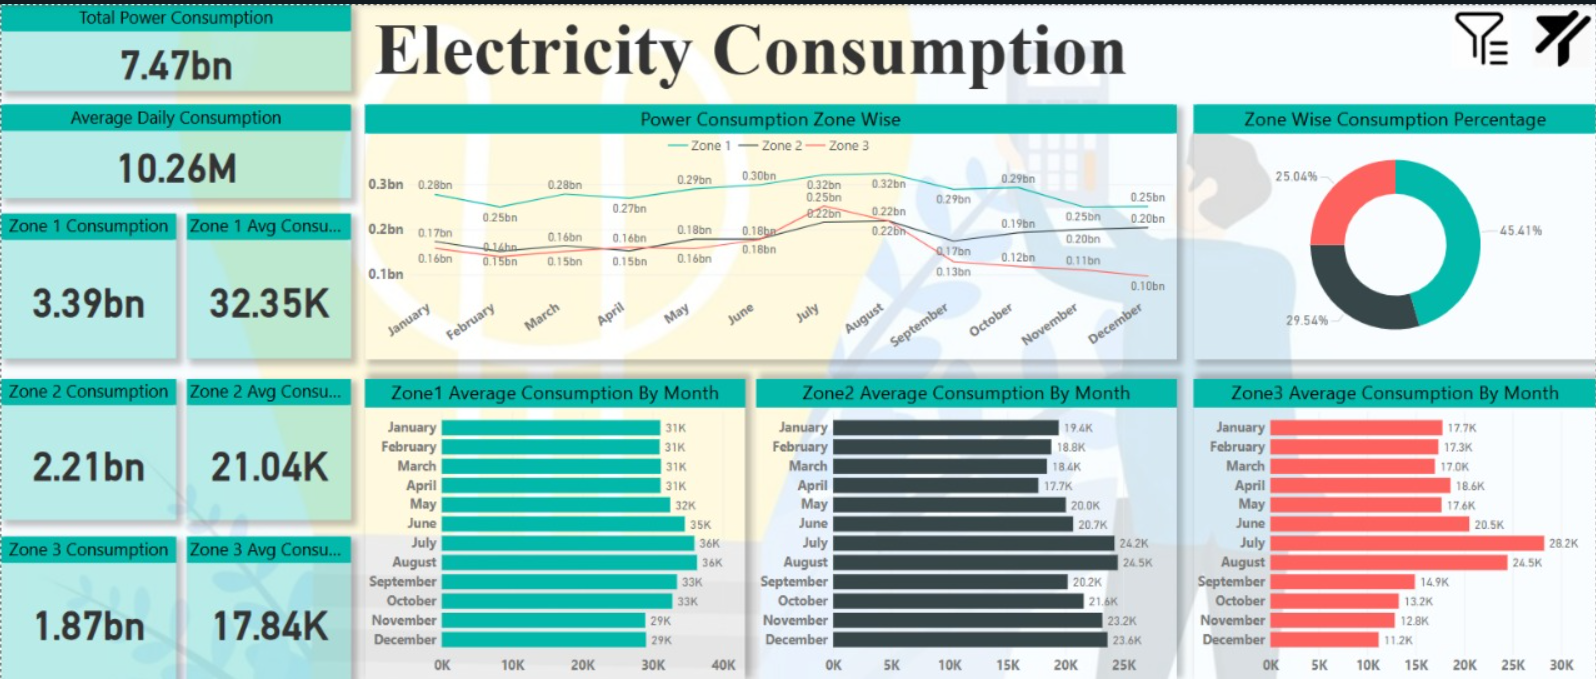 Total Power Consumption
7.47bn
Electricity Consumption
Average Daily Consumption
10.26M
Zone 1 Consumption
3.39bn
Zone 1 Avg Consu...
32.35K
Zone 2 Consumption
2.21bn
Zone 2 Avg Consu...
21.04K
Zone 3 Consumption
1.87bn
Zone 3 Avg Consu...
17.84K
Power Consumption Zone Wise
Zone 1 Zone 2 Zone 3
0.3bn
0.2bn
0.1bn
0.28bn 0.25bn 0.28bn 0.27bn 0.29bn 0.30bn 0.32bn 0.32bn 0.29bn 0.29bn 0.25bn 0.25bn
0.17bn 0.14bn 0.16bn 0.16bn 0.18bn 0.18bn 0.25bn 0.22bn 0.17bn 0.19bn 0.20bn 0.20bn
0.16bn 0.15bn 0.15bn 0.15bn 0.16bn 0.18bn 0.22bn 0.22bn 0.13bn 0.12bn 0.11bn 0.10bn
January February March April May June July August September October November December
Zone Wise Consumption Percentage
25.04%
45.41%
29.54%
Zone1 Average Consumption By Month
January 31K
February 31K
March 31K
April 31K
May 32K
June 35K
July 36K
August 36K
September 33K
October 33K
November 29K
December 29K
0K 10K 20K 30K 40K
Zone2 Average Consumption By Month
January 19.4K
February 18.8K
March 18.4K
April 17.7K
May 20.0K
June 20.7K
July 24.2K
August 24.5K
September 20.2K
October 21.6K
November 23.2K
December 23.6K
0K 5K 10K 15K 20K 25K
Zone3 Average Consumption By Month
January 17.7K
February 17.3K
March 17.0K
April 18.6K
May 17.6K
June 20.5K
July 28.2K
August 24.5K
September 14.9K
October 13.2K
November 12.8K
December 11.2K
0K 5K 10K 15K 20K 25K 30K